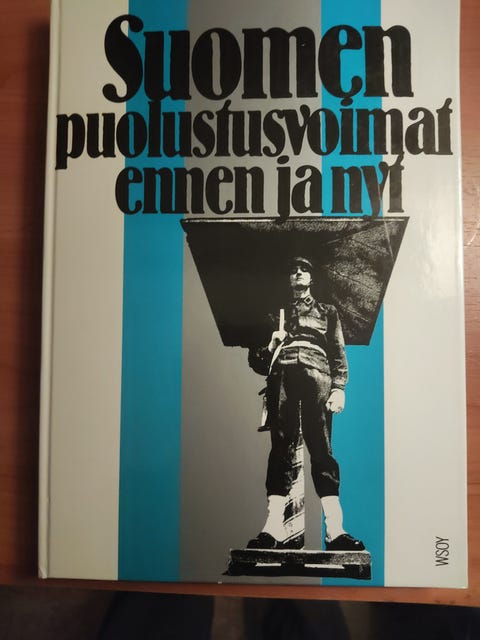 Suomen
puolustusvoimat
ennen ja nyt
WSOY